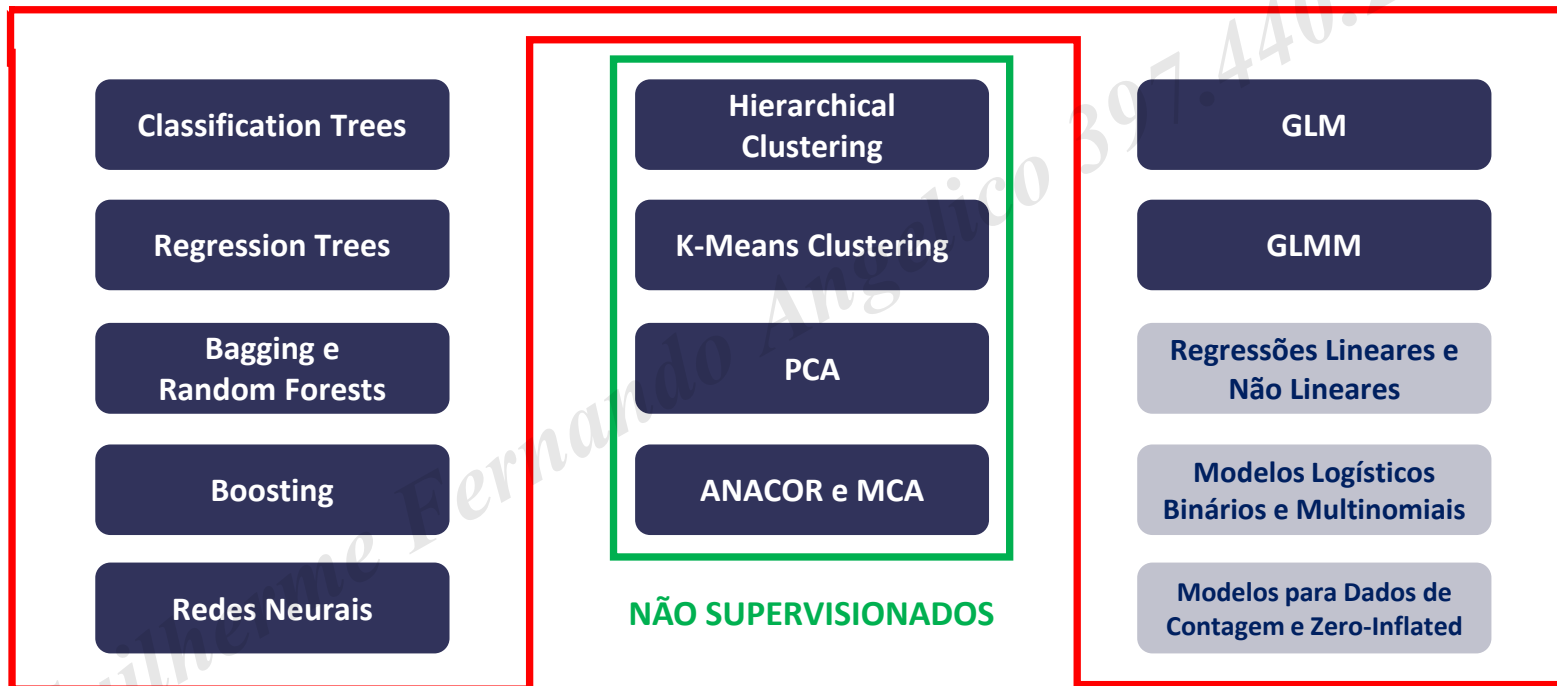 Classification Trees
Regression Trees
Bagging e
Random Forests
Boosting
Redes Neurais
Hierarchical
Clustering
K-Means Clustering
PCA
ANACOR e MCA
NÃO SUPERVISIONADOS
GLM
GLMM
Regressões Lineares e
Não Lineares
Modelos Logísticos
Binários e Multinomiais
Modelos para Dados de
Contagem e Zero-Inflated
Guilherme Fernando Angelico 397.440.